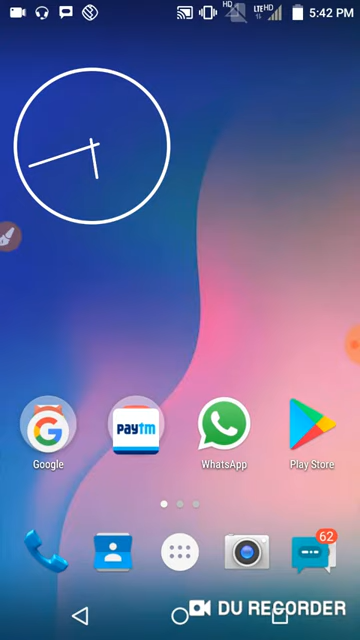 HD
LTE HD
5:42 PM
paytm
Google
WhatsApp
Play Store
62
DU RECORDER